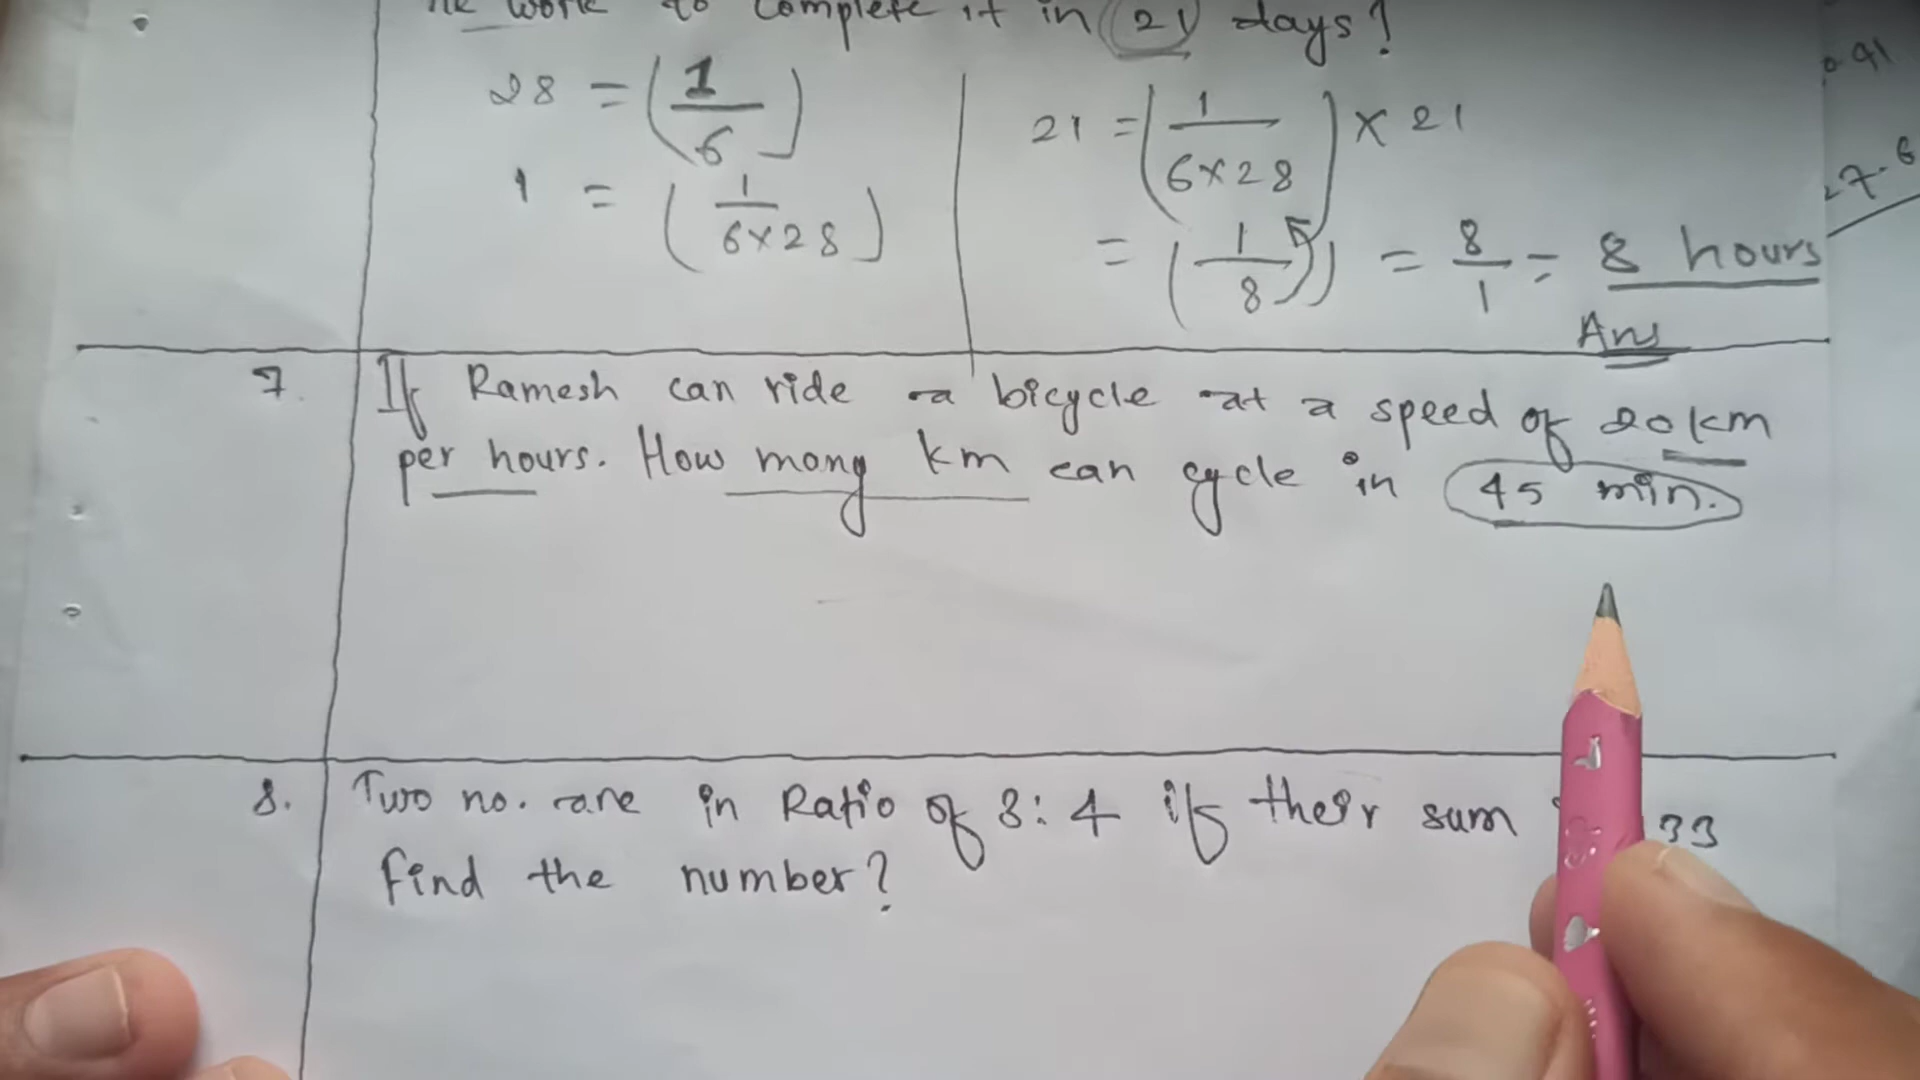 he work to complete it in 21 days?
28 = (1/6)
1 = (1/6×28)
21 = (1/6×28) × 21
= (1/8) = 8/1 = 8 hours
Ans
7. If Ramesh can ride a bicycle at a speed of 20 km
per hours. How many km can cycle in 45 min.
8. Two no. are in Ratio of 3:4 if their sum 33
find the number?